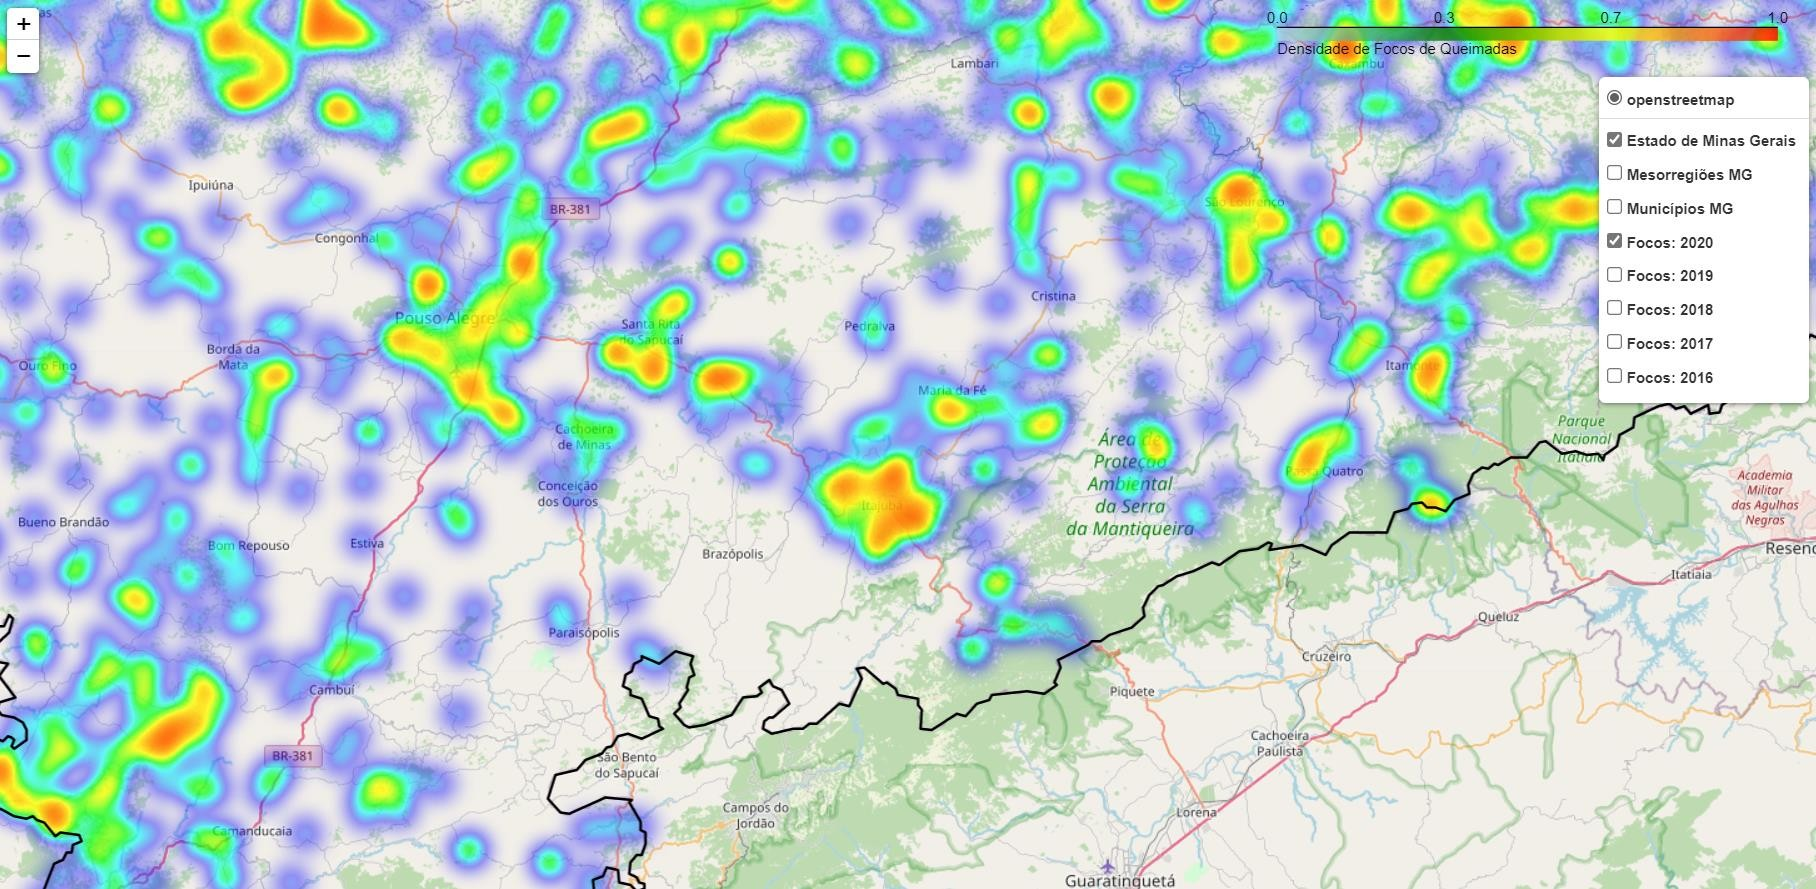 as
+
−
0.0
0.3
0.7
1.0
Densidade de Focos de Queimadas
Caxambu
Lambari
openstreetmap
Estado de Minas Gerais
Mesorregiões MG
Municípios MG
Focos: 2020
Focos: 2019
Focos: 2018
Focos: 2017
Focos: 2016
Ipuiúna
BR-381
São Lourenço
Congonhal
Cristina
Pouso Alegre
Santa Rita
do Sapucaí
Pedralva
Borda da
Mata
Ouro Fino
Itamonte
Maria da Fé
Cachoeira
de Minas
Área de
Proteção
Ambiental
da Serra
da Mantiqueira
Parque
Nacional
Itatiaia
Passa Quatro
Conceição
dos Ouros
Itajubá
Academia
Militar
das Agulhas
Negras
Bueno Brandão
Bom Repouso
Estiva
Brazópolis
Resenc
Itatiaia
Queluz
Paraisópolis
Cruzeiro
Cambuí
Piquete
BR-381
Cachoeira
Paulista
São Bento
do Sapucaí
Campos do
Jordão
Lorena
Camanducaia
Guaratinguetá